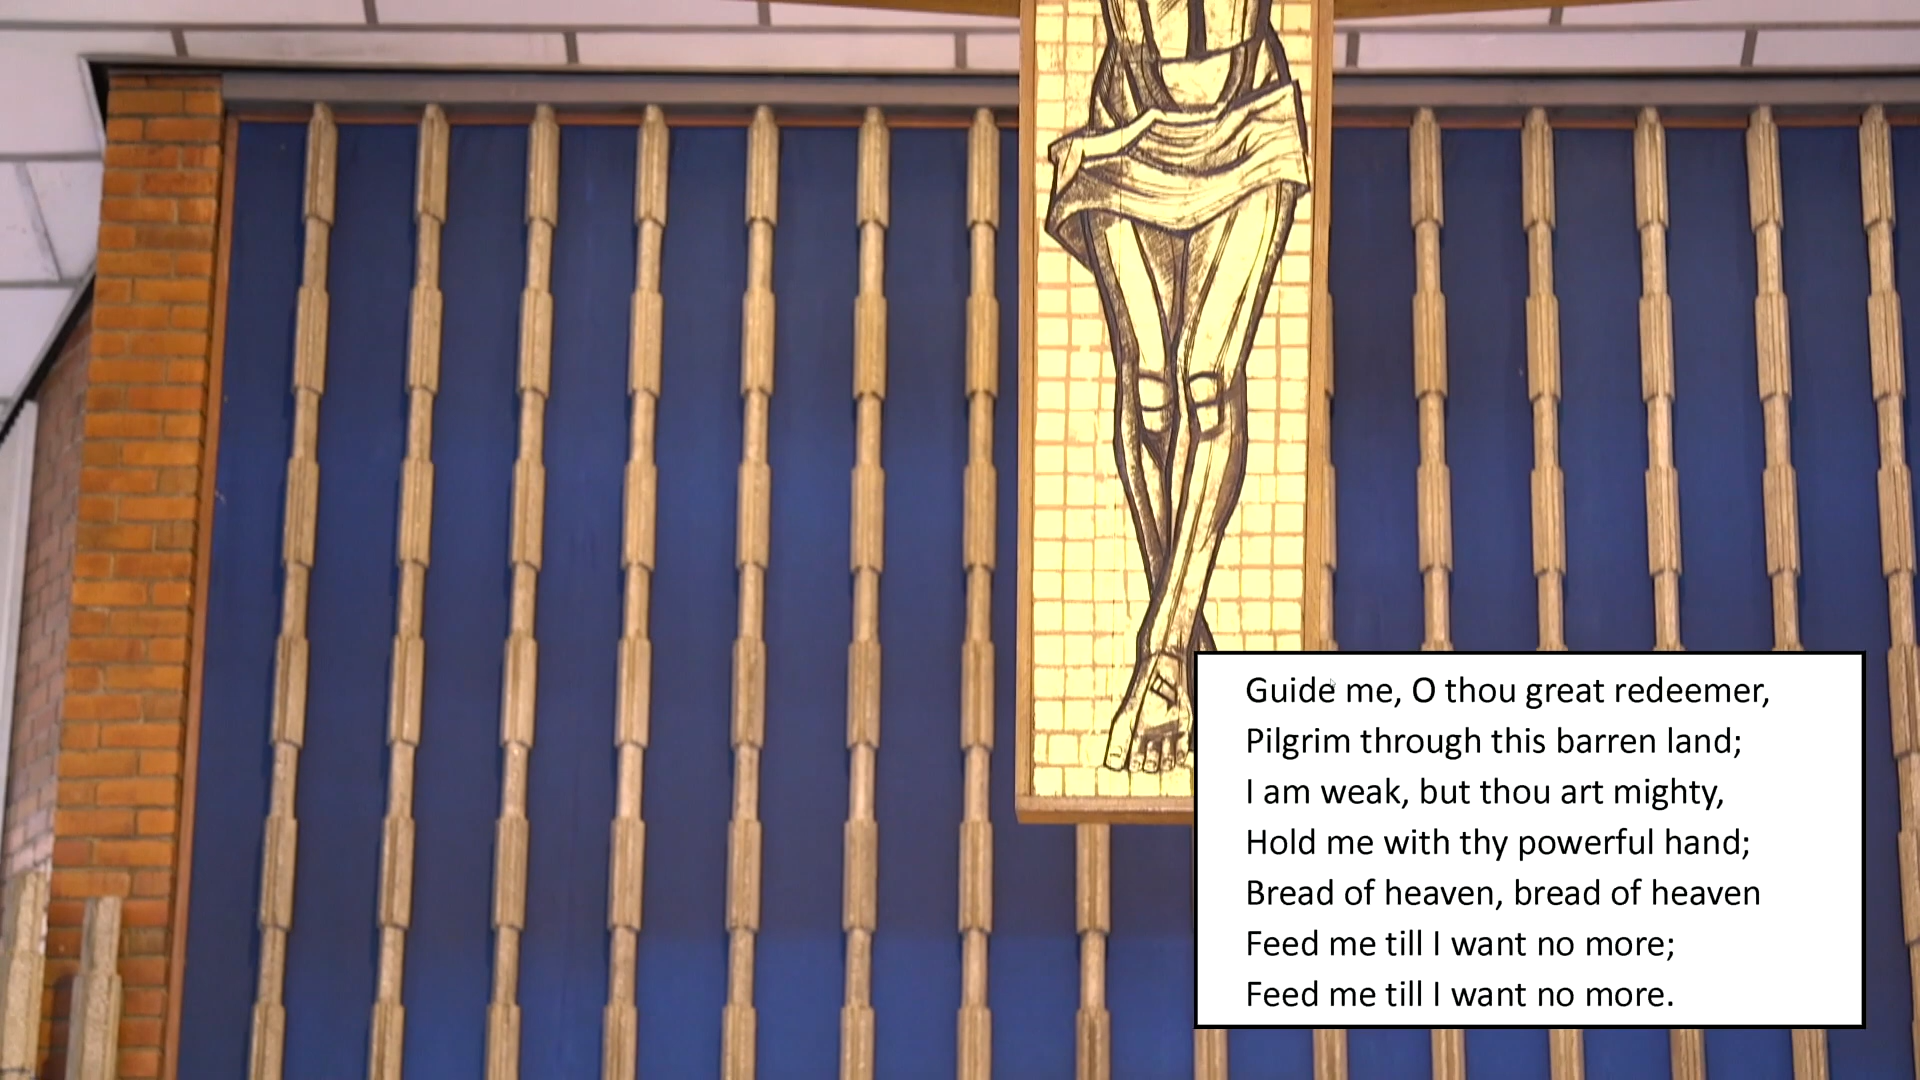 Guide me, O thou great redeemer,
Pilgrim through this barren land;
I am weak, but thou art mighty,
Hold me with thy powerful hand;
Bread of heaven, bread of heaven
Feed me till I want no more;
Feed me till I want no more.